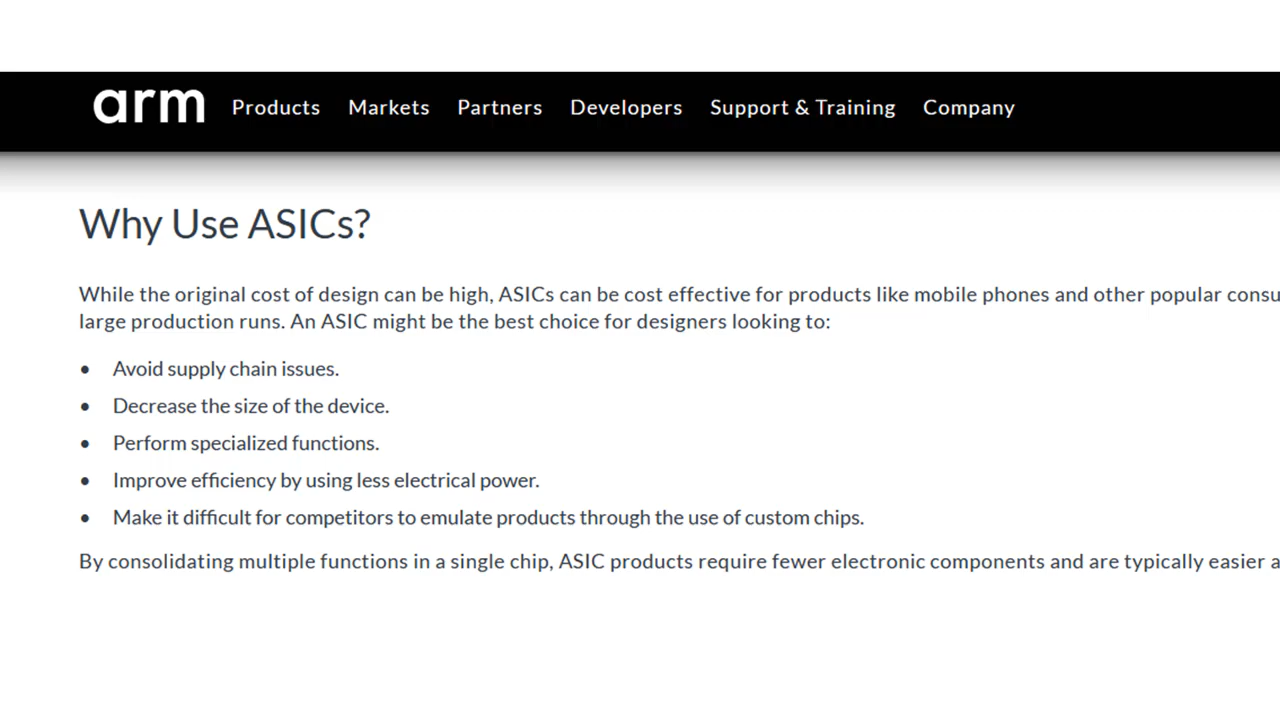 arm Products Markets Partners Developers Support & Training Company
Why Use ASICs?
While the original cost of design can be high, ASICs can be cost effective for products like mobile phones and other popular
large production runs. An ASIC might be the best choice for designers looking to:
• Avoid supply chain issues.
• Decrease the size of the device.
• Perform specialized functions.
• Improve efficiency by using less electrical power.
• Make it difficult for competitors to emulate products through the use of custom chips.
By consolidating multiple functions in a single chip, ASIC products require fewer electronic components and are typically easier